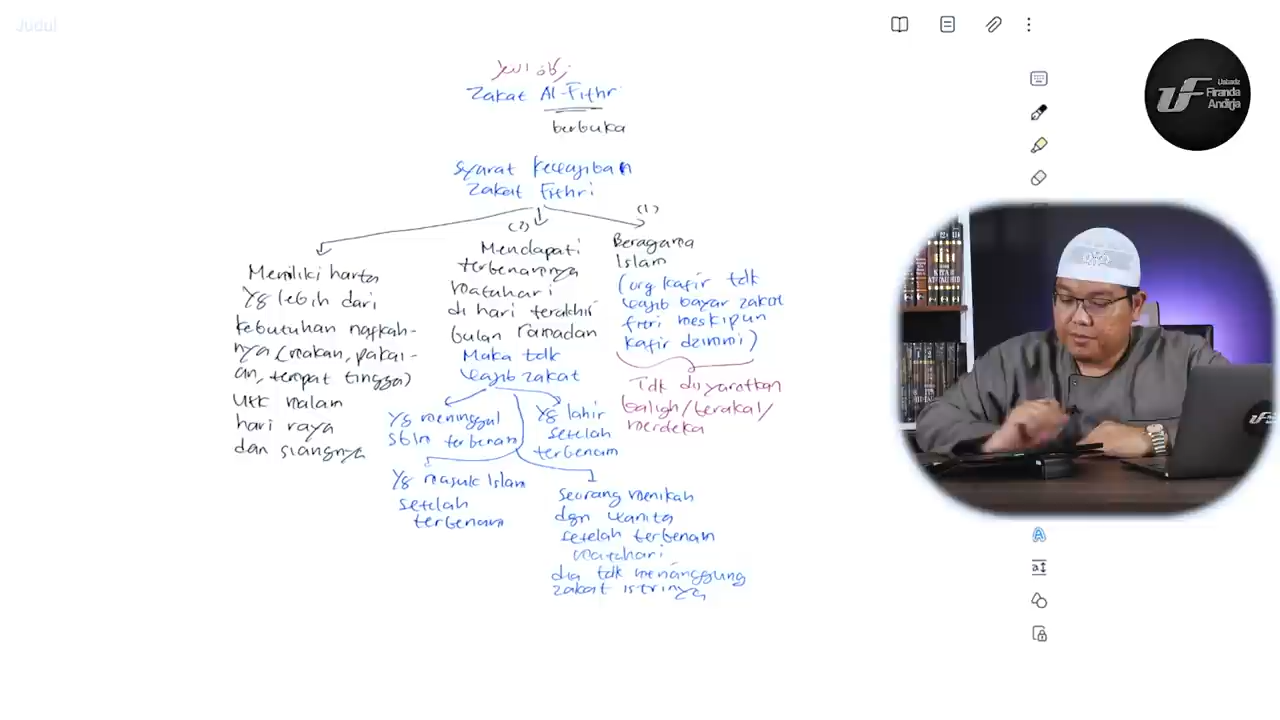 Judul
زكاة الفطر
Zakat Al-Fithr
berbuka
Syarat kewajiban
Zakat Fithri
(1)
Beragama
Islam
(org kafir tdk
wajib bayar zakat
fitri meskipun
kafir dzimmi)
Tdk disyaratkan
baligh/berakal/
merdeka
(2)
Mendapati
terbenamnya
matahari
di hari terakhir
bulan ramadan
Maka tdk
wajib zakat
Yg lahir
setelah
terbenam
Yg meninggal
sblm terbenam
Yg masuk Islam
setelah
terbenam
seorang menikah
dgn wanita
setelah terbenam
matahari
dia tdk menanggung
zakat istrinya
Memiliki harta
Yg lebih dari
kebutuhan nafkah-
nya (makan, pakai-
an, tempat tinggal)
utk malam
hari raya
dan siangnya
UF
Ustadz
Firanda
Andirja